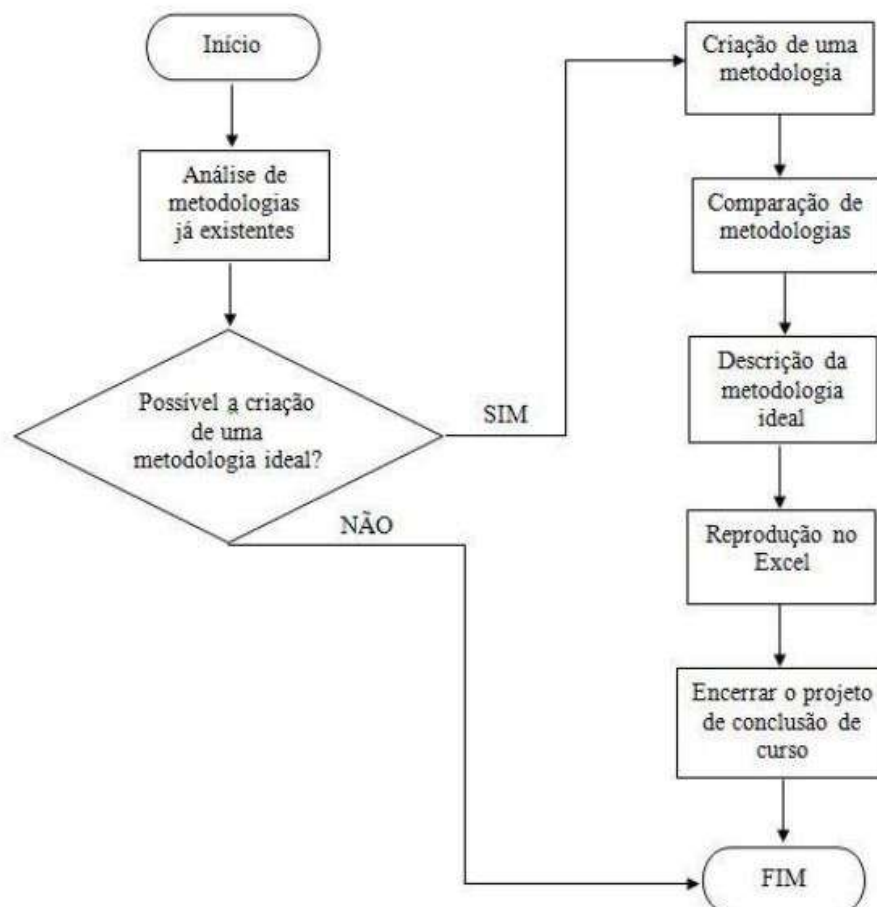 Início
Análise de
metodologias
já existentes
Possível a criação
de uma
metodologia ideal?
SIM
NÃO
Criação de uma
metodologia
Comparação de
metodologias
Descrição da
metodologia
ideal
Reprodução no
Excel
Encerrar o projeto
de conclusão de
curso
FIM